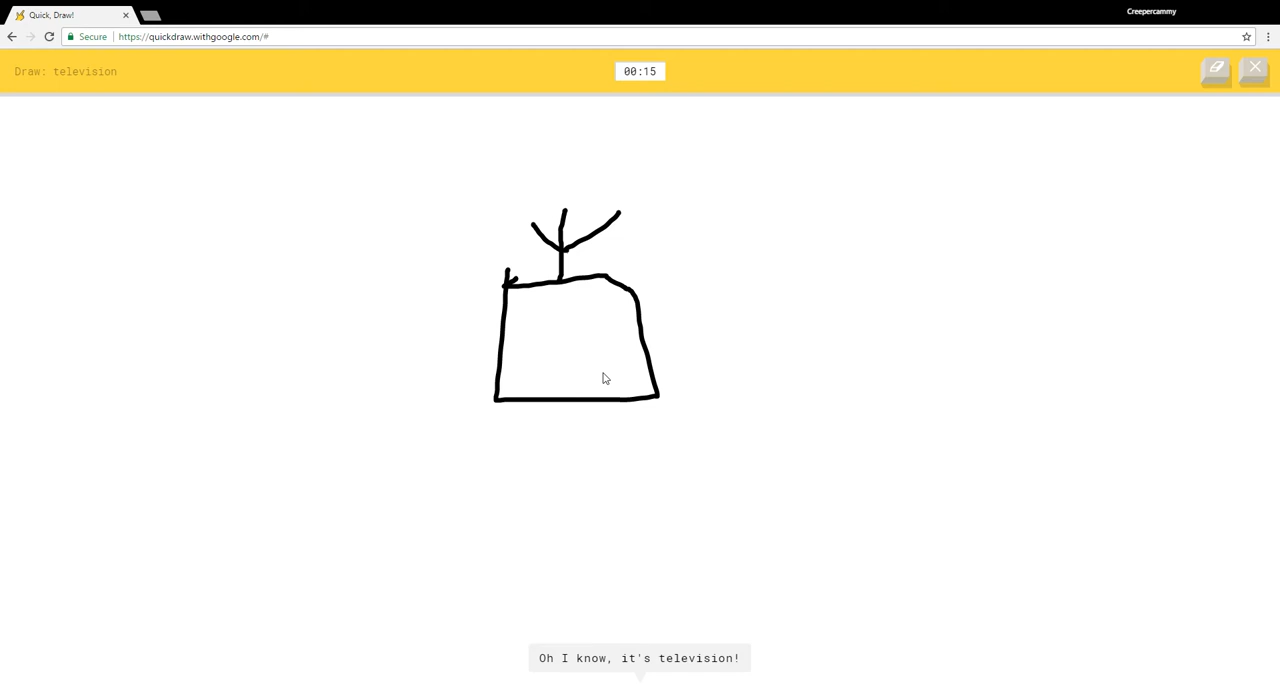 Quick, Draw!
Creepercammy
Secure https://quickdraw.withgoogle.com/#
Draw: television
00:15
Oh I know, it's television!